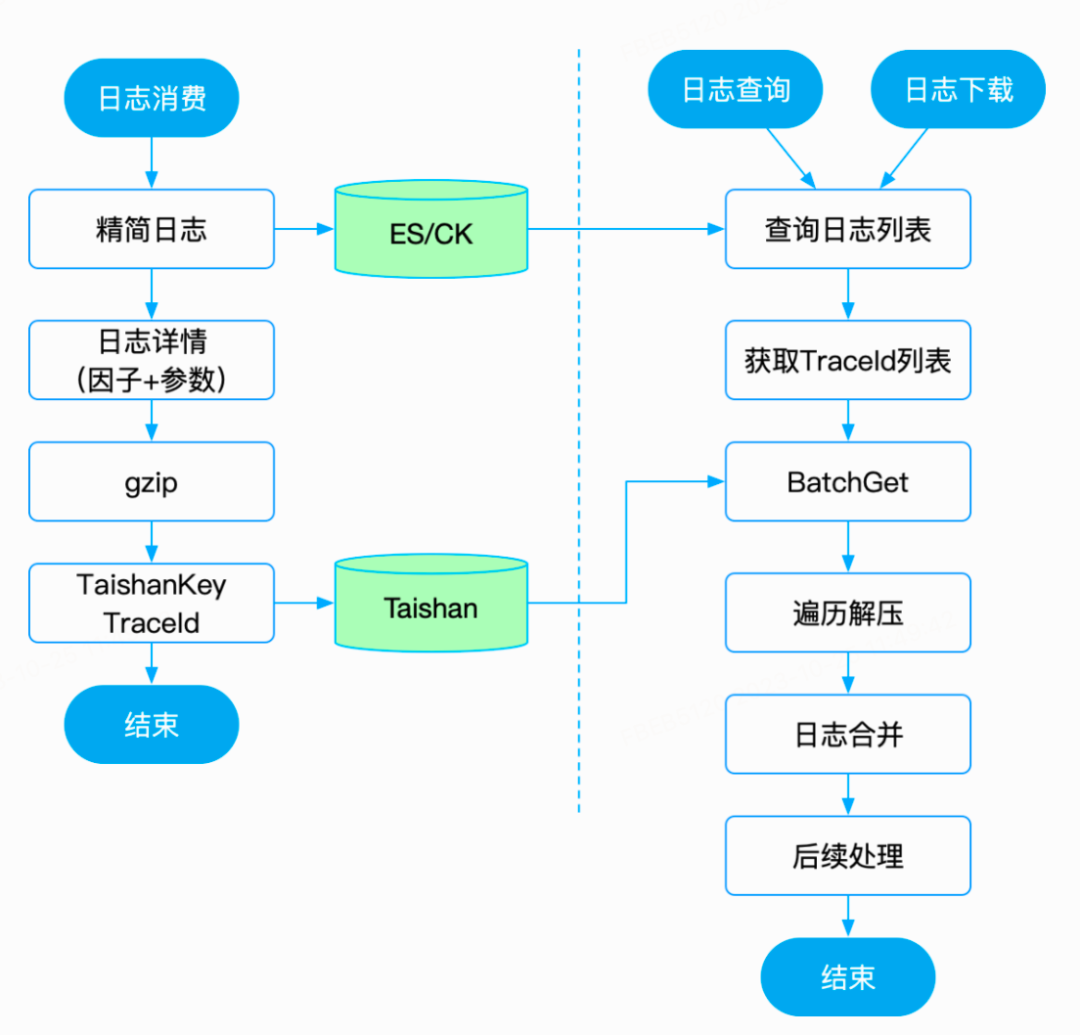 日志消费
精简日志
ES/CK
日志详情
（因子+参数）
gzip
TaishanKey
TraceId
Taishan
结束
日志查询
日志下载
查询日志列表
获取TraceId列表
BatchGet
遍历解压
日志合并
后续处理
结束